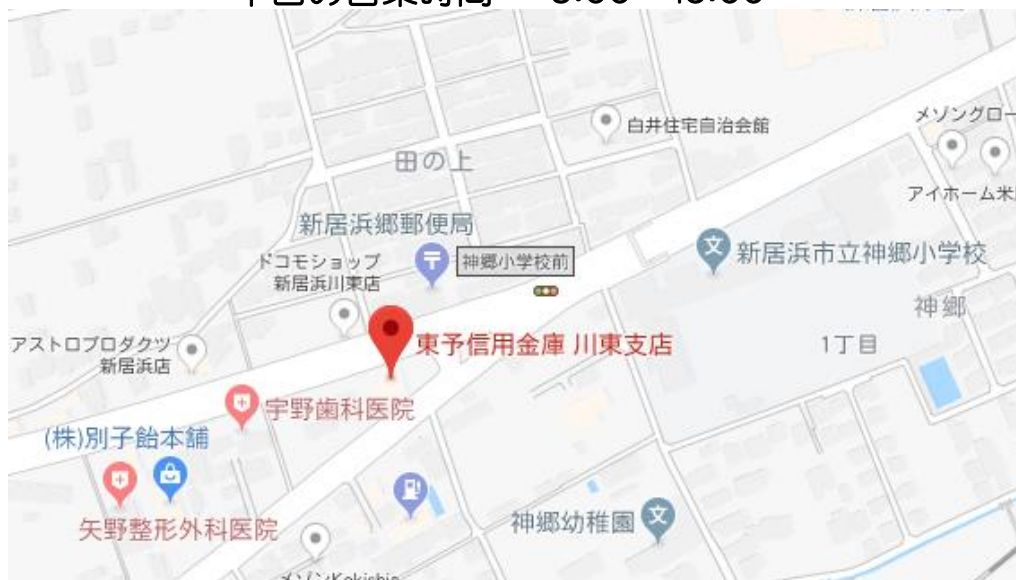 白井住宅自治会館
メゾングロー
田の上
アイホーム米
新居浜郷郵便局
神郷小学校前
新居浜市立神郷小学校
ドコモショップ
新居浜川東店
神郷
アストロプロダクツ
新居浜店
東予信用金庫 川東支店
1丁目
宇野歯科医院
(株)別子飴本舗
矢野整形外科医院
神郷幼稚園